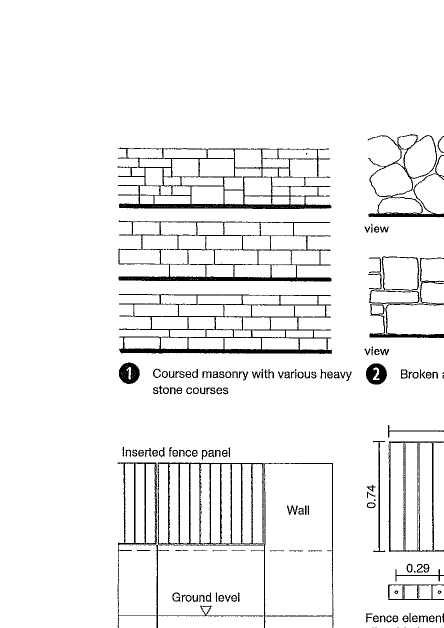 view
view
1 Coursed masonry with various heavy
stone courses
2 Broken a
Inserted fence panel
Wall
Ground level
0.74
0.29
Fence element